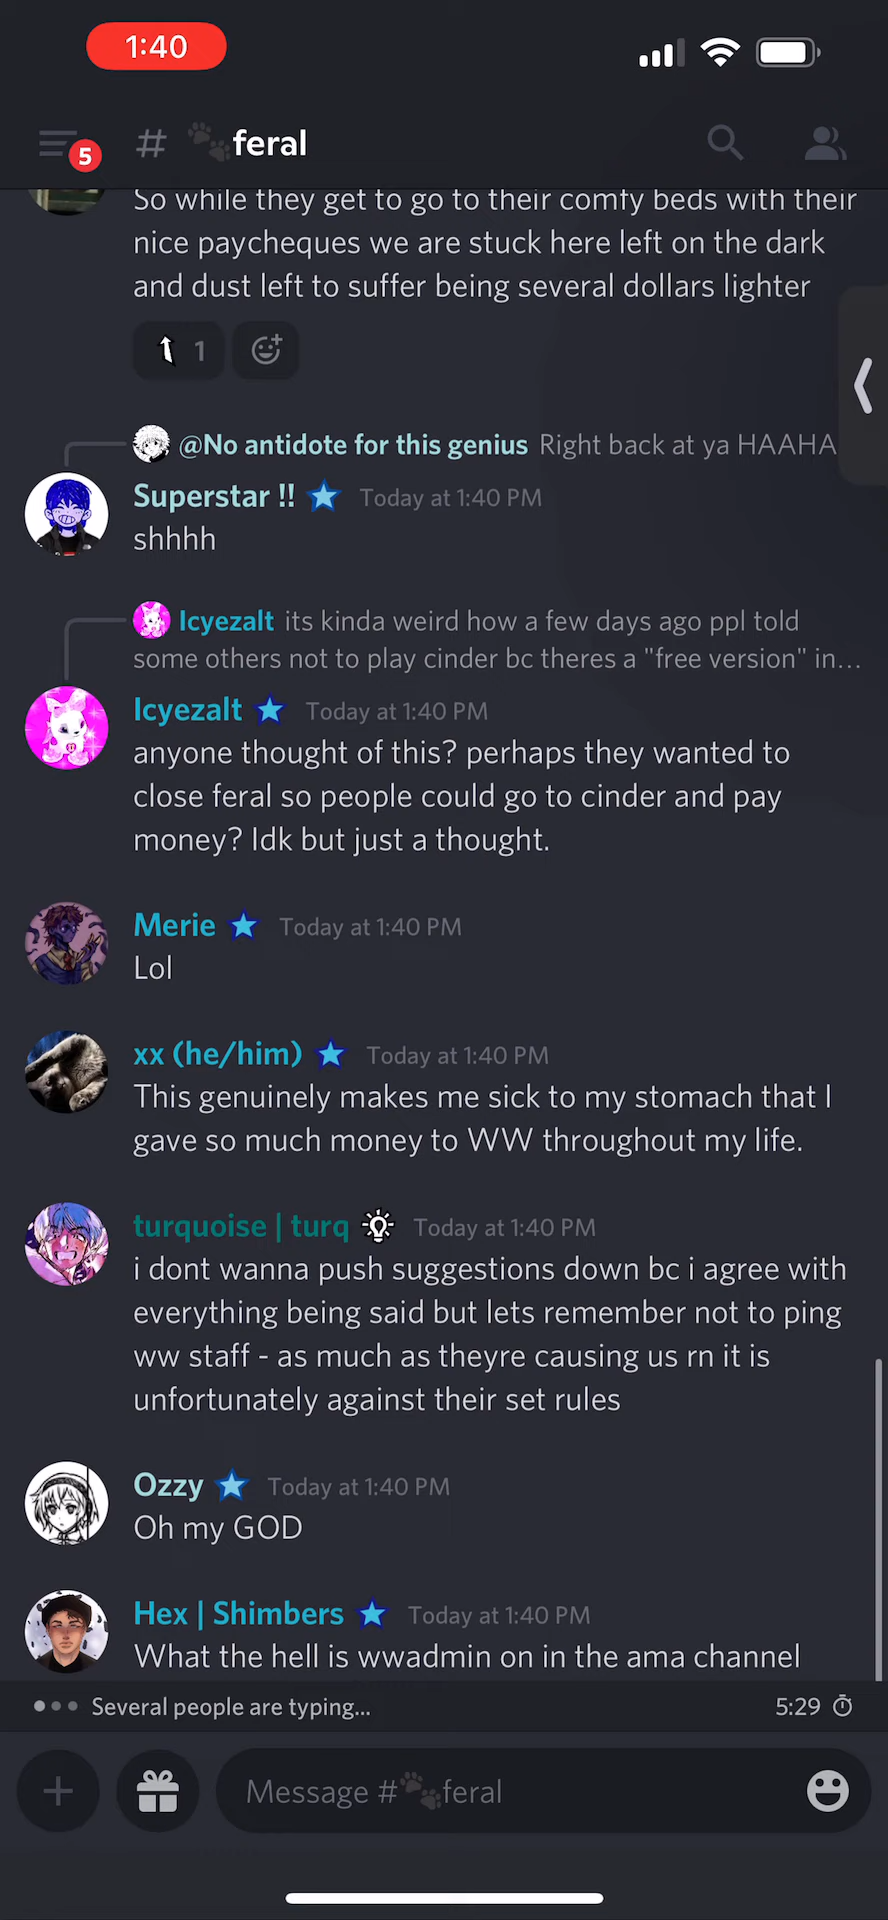 1:40
5
# feral
So while they get to go to their comfy beds with their
nice paycheques we are stuck here left on the dark
and dust left to suffer being several dollars lighter
1
@No antidote for this genius Right back at ya HAAHA
Superstar !! Today at 1:40 PM
shhhh
Icyezalt its kinda weird how a few days ago ppl told
some others not to play cinder bc theres a "free version" in...
Icyezalt Today at 1:40 PM
anyone thought of this? perhaps they wanted to
close feral so people could go to cinder and pay
money? Idk but just a thought.
Merie Today at 1:40 PM
Lol
xx (he/him) Today at 1:40 PM
This genuinely makes me sick to my stomach that I
gave so much money to WW throughout my life.
turquoise | turq Today at 1:40 PM
i dont wanna push suggestions down bc i agree with
everything being said but lets remember not to ping
ww staff - as much as theyre causing us rn it is
unfortunately against their set rules
Ozzy Today at 1:40 PM
Oh my GOD
Hex | Shimbers Today at 1:40 PM
What the hell is wwadmin on in the ama channel
Several people are typing... 5:29
Message # feral